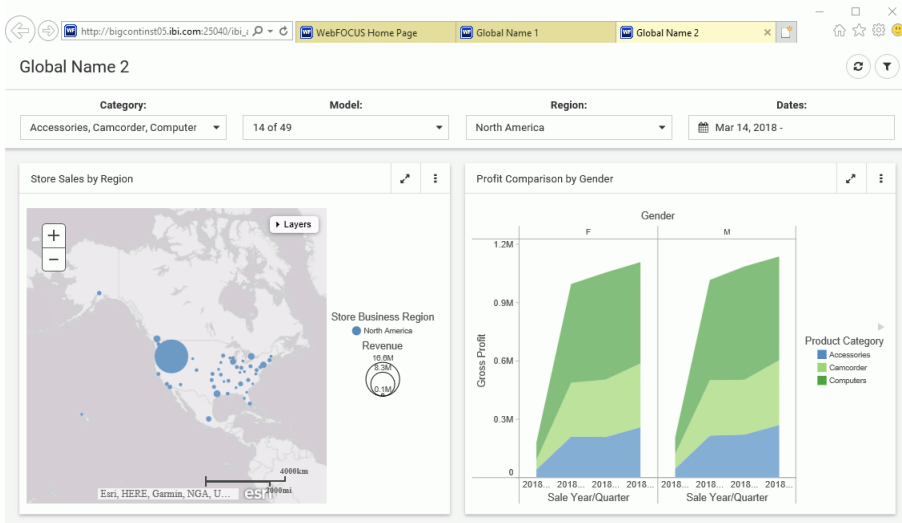 http://bigcontinst05.ibi.com:25040/ibi_a
WebFOCUS Home Page
Global Name 1
Global Name 2
Global Name 2
Category:
Model:
Region:
Dates:
Accessories, Camcorder, Computer
14 of 49
North America
Mar 14, 2018 -
Store Sales by Region
Layers
+
−
Store Business Region
North America
Revenue
16.6M
8.3M
0.1M
4000km
2000mi
Esri, HERE, Garmin, NGA, U...
esri
Profit Comparison by Gender
Gender
F
M
1.2M
0.9M
0.6M
0.3M
0
Gross Profit
2018... 2018... 2018... 2018...
2018... 2018... 2018... 2018...
Sale Year/Quarter
Sale Year/Quarter
Product Category
Accessories
Camcorder
Computers